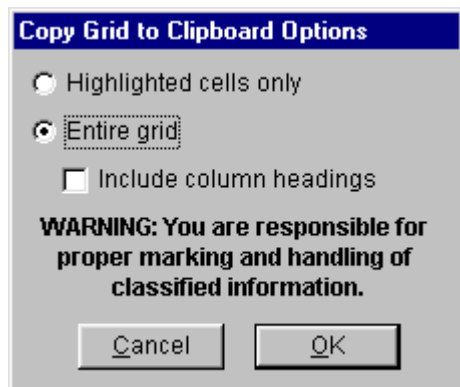 Copy Grid to Clipboard Options
Highlighted cells only
Entire grid
Include column headings
WARNING: You are responsible for
proper marking and handling of
classified information.
Cancel
OK